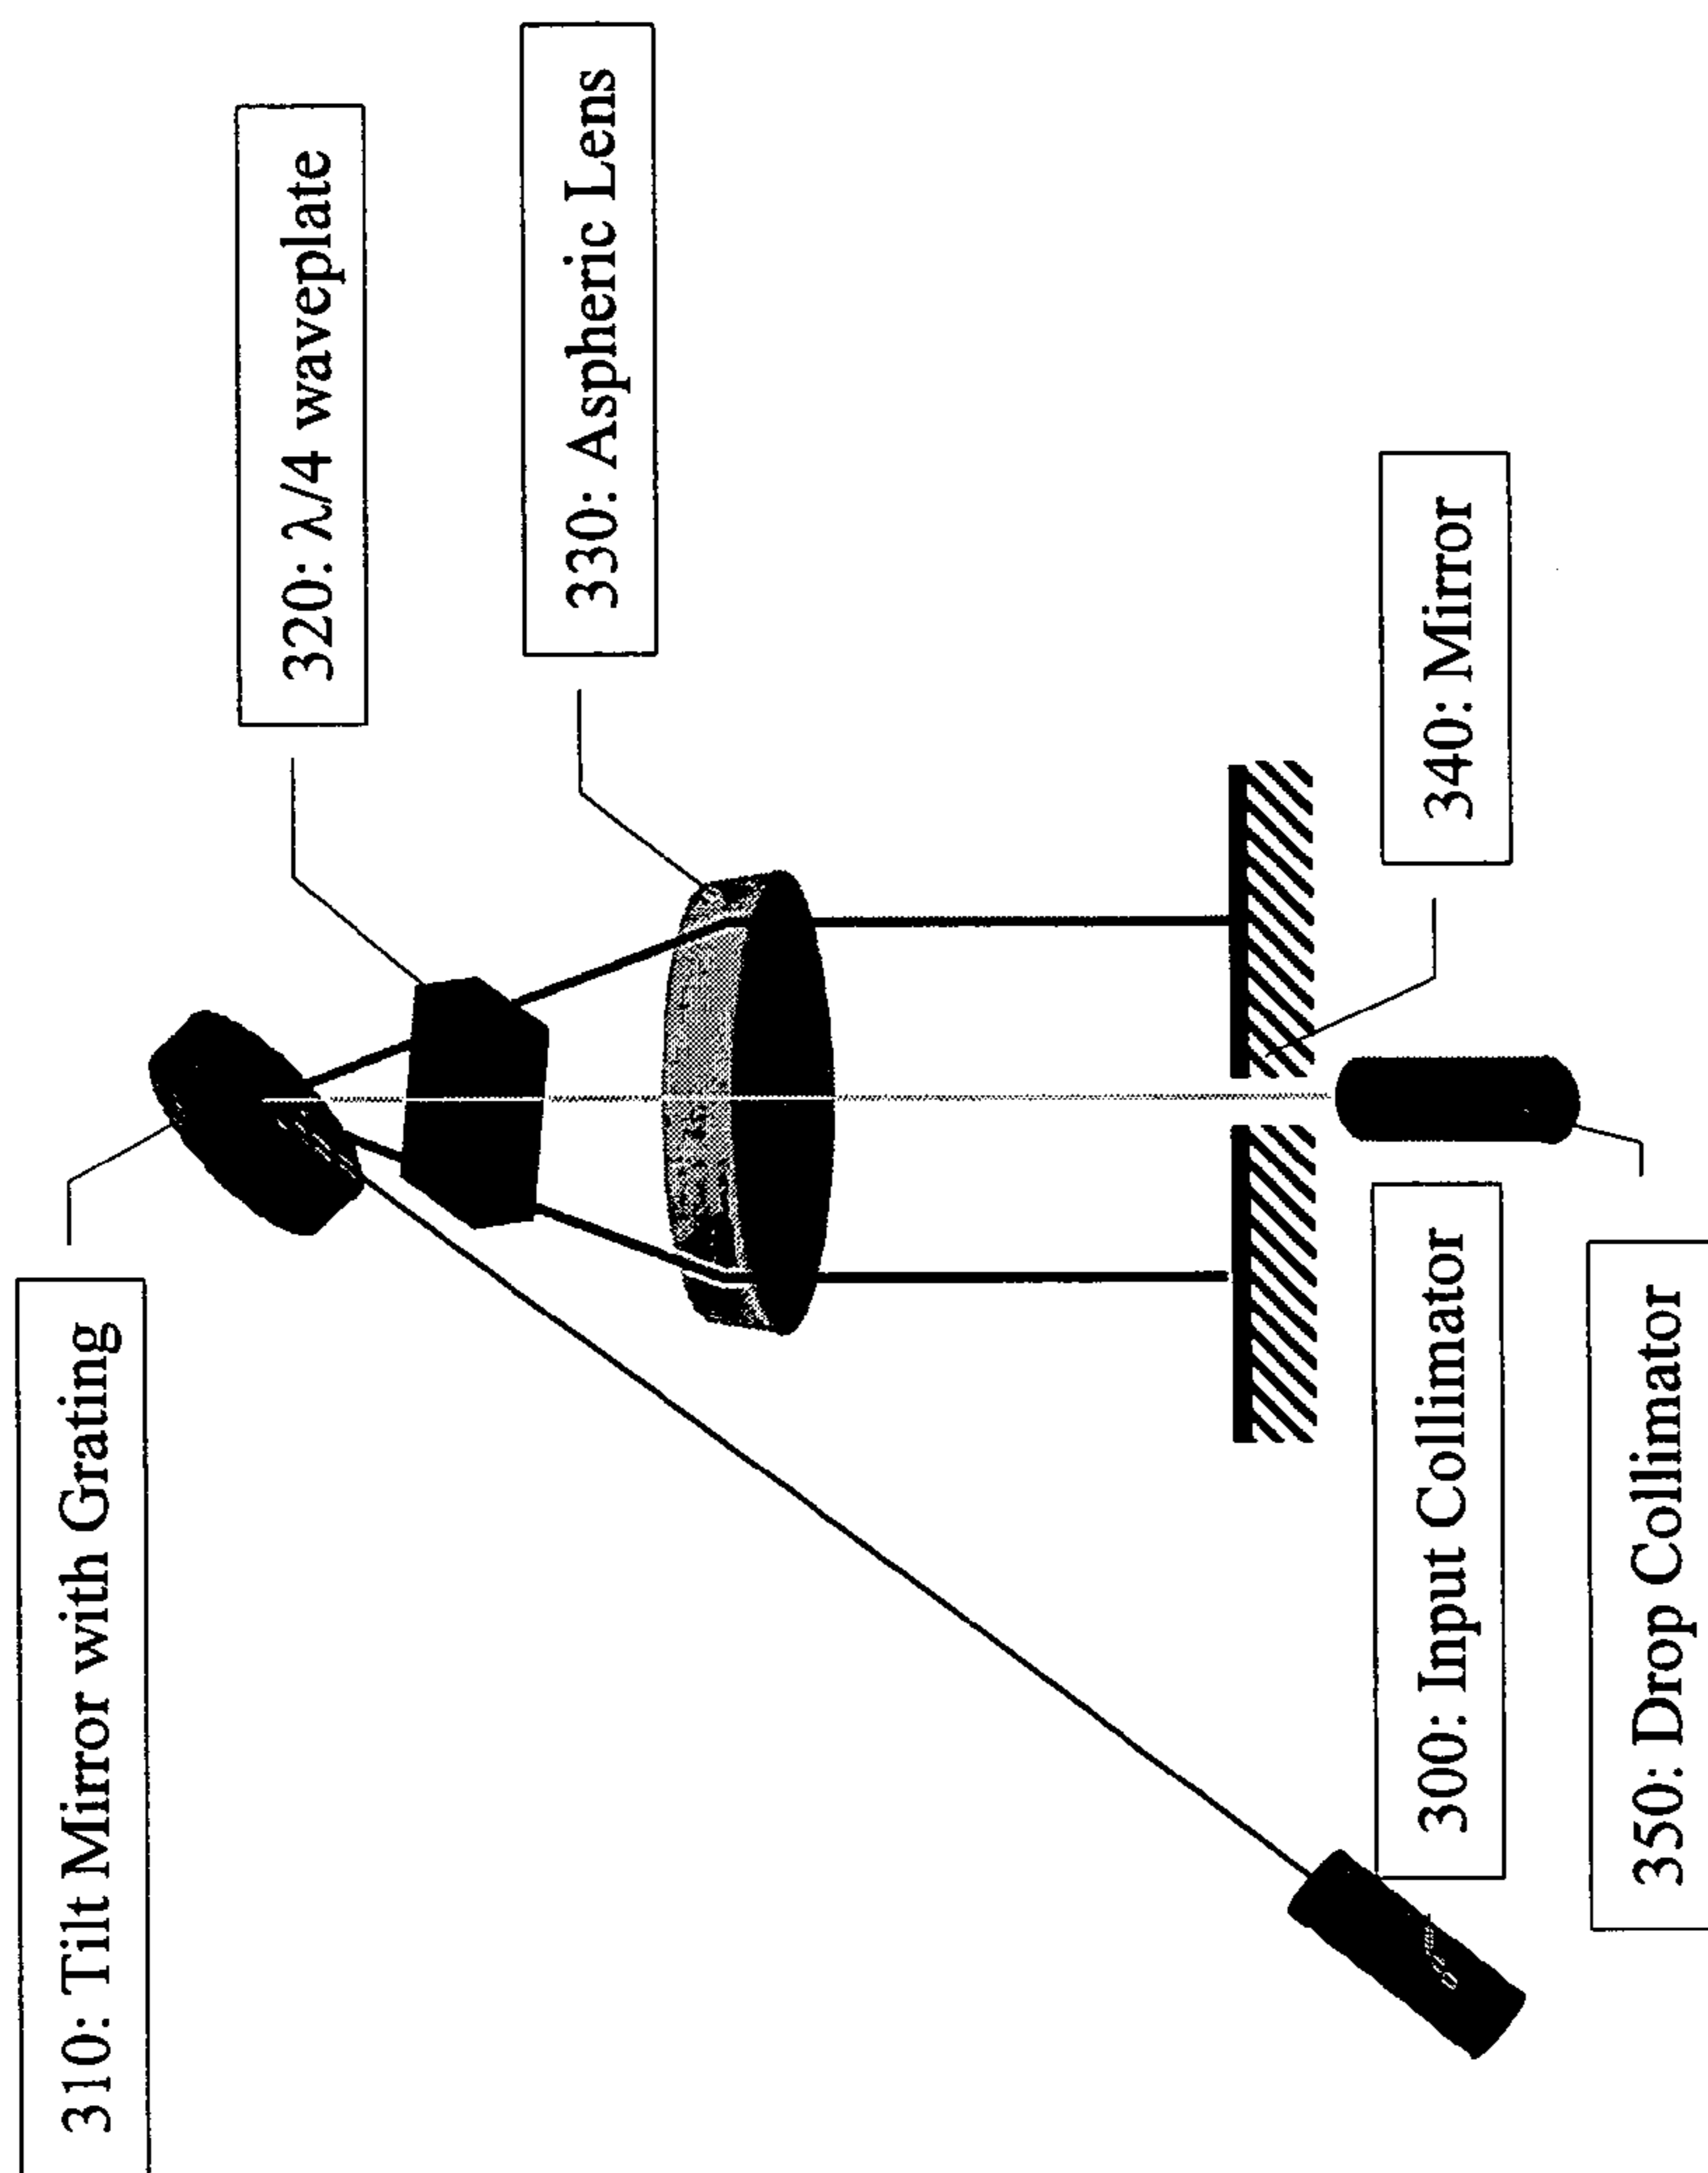 310: Tilt Mirror with Grating
320: λ/4 waveplate
330: Aspheric Lens
340: Mirror
300: Input Collimator
350: Drop Collimator